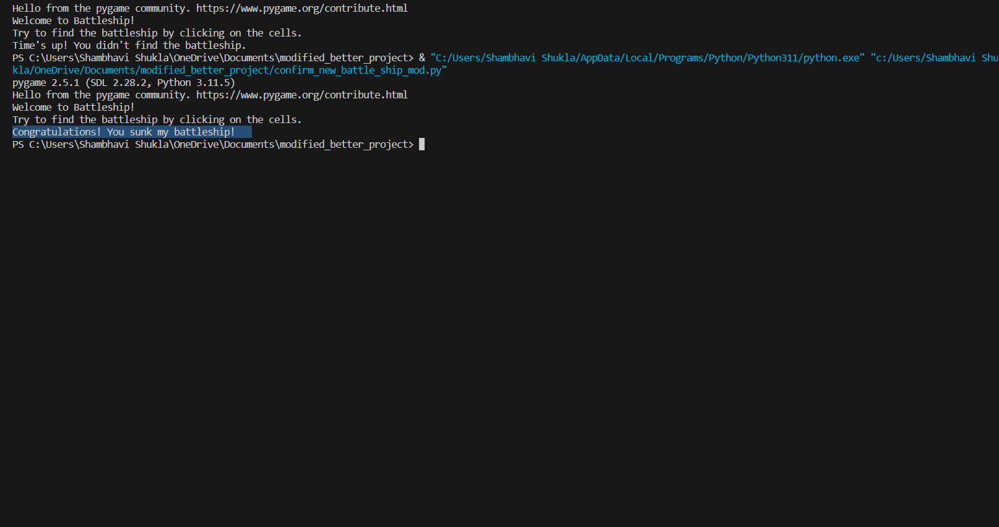 Hello from the pygame community. https://www.pygame.org/contribute.html
Welcome to Battleship!
Try to find the battleship by clicking on the cells.
Time's up! You didn't find the battleship.
PS C:\Users\Shambhavi Shukla\OneDrive\Documents\modified_better_project> & "C:/Users/Shambhavi Shukla/AppData/Local/Programs/Python/Python311/python.exe" "c:/Users/Shambhavi Shu
kla/OneDrive/Documents/modified_better_project/confirm_new_battle_ship_mod.py"
pygame 2.5.1 (SDL 2.28.2, Python 3.11.5)
Hello from the pygame community. https://www.pygame.org/contribute.html
Welcome to Battleship!
Try to find the battleship by clicking on the cells.
Congratulations! You sunk my battleship!
PS C:\Users\Shambhavi Shukla\OneDrive\Documents\modified_better_project>